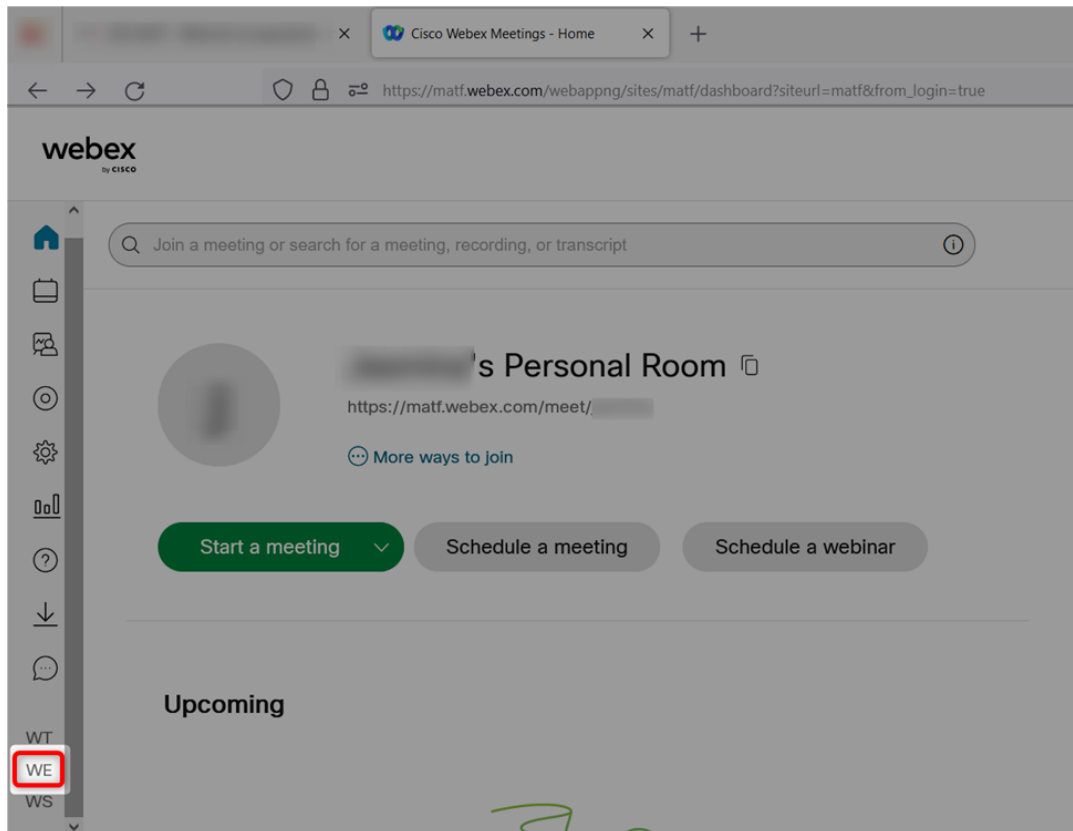 Cisco Webex Meetings - Home
https://matf.webex.com/webappng/sites/matf/dashboard?siteurl=matf&from_login=true
webex
by CISCO
Join a meeting or search for a meeting, recording, or transcript
's Personal Room
https://matf.webex.com/meet/
More ways to join
Start a meeting
Schedule a meeting
Schedule a webinar
Upcoming
WT
WE
WS